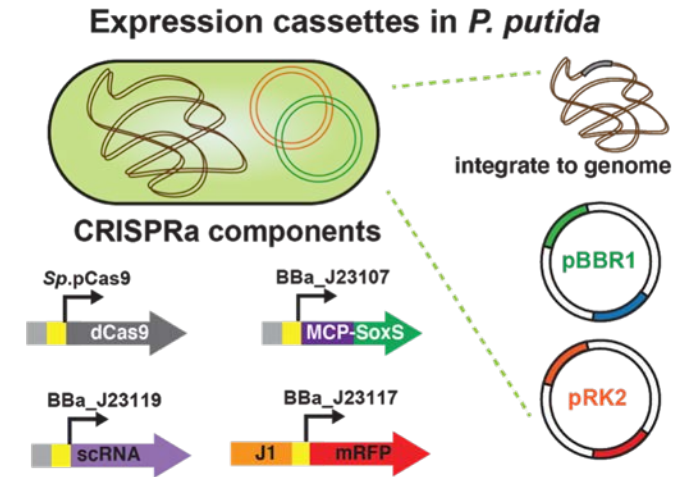 Expression cassettes in P. putida
integrate to genome
CRISPRa components
Sp.pCas9
dCas9
BBa_J23107
MCP-SoxS
BBa_J23119
scRNA
BBa_J23117
J1 mRFP
pBBR1
pRK2